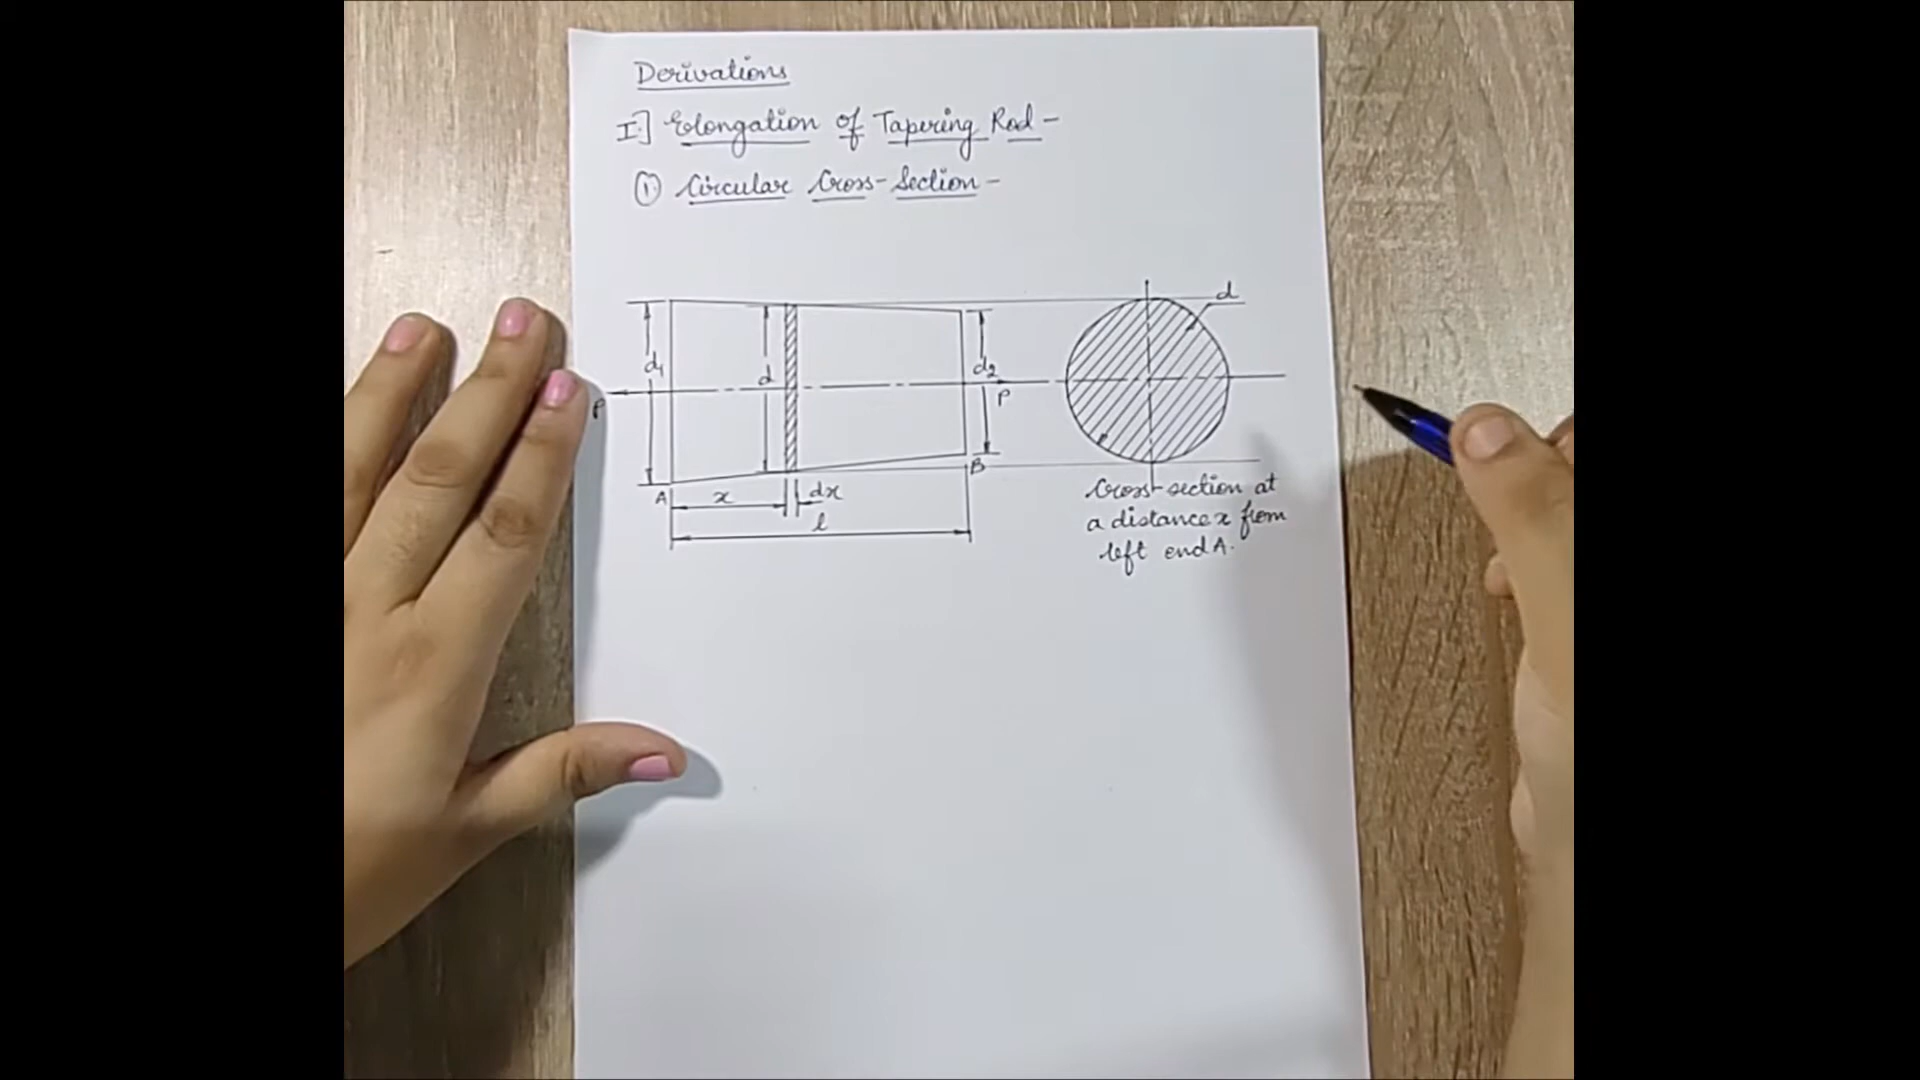 Derivations
I.] Elongation of Tapering Rod -
① Circular Cross-Section -
d
d₁
d
d₂
P
P
A
B
x
dx
l
Cross-section at
a distance x from
left end A.